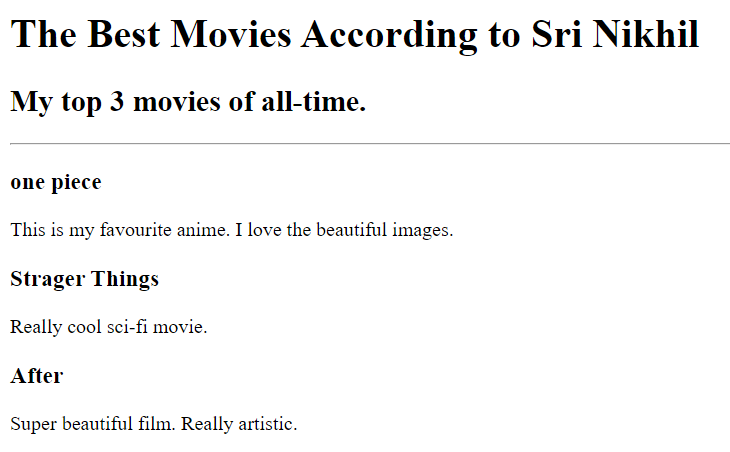 The Best Movies According to Sri Nikhil
My top 3 movies of all-time.
one piece
This is my favourite anime. I love the beautiful images.
Strager Things
Really cool sci-fi movie.
After
Super beautiful film. Really artistic.